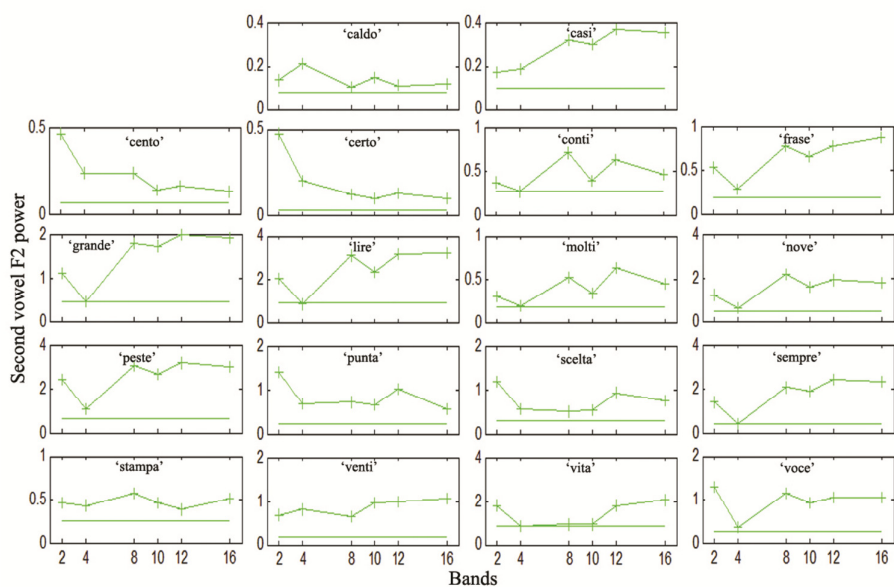 Second vowel F2 power
0.4
0.2
0
'caldo'
0.4
0.2
0
'casi'
0.5
0
'cento'
0.5
0
'certo'
1
0.5
0
'conti'
1
0.5
0
'frase'
2
1
0
'grande'
4
2
0
'lire'
1
0.5
0
'molti'
4
2
0
'nove'
4
2
0
'peste'
2
1
0
'punta'
2
1
0
'scelta'
4
2
0
'sempre'
1
0.5
0
'stampa'
2
1
0
'venti'
4
2
0
'vita'
2
1
0
'voce'
2 4 8 10 12 16
2 4 8 10 12 16
2 4 8 10 12 16
2 4 8 10 12 16
Bands